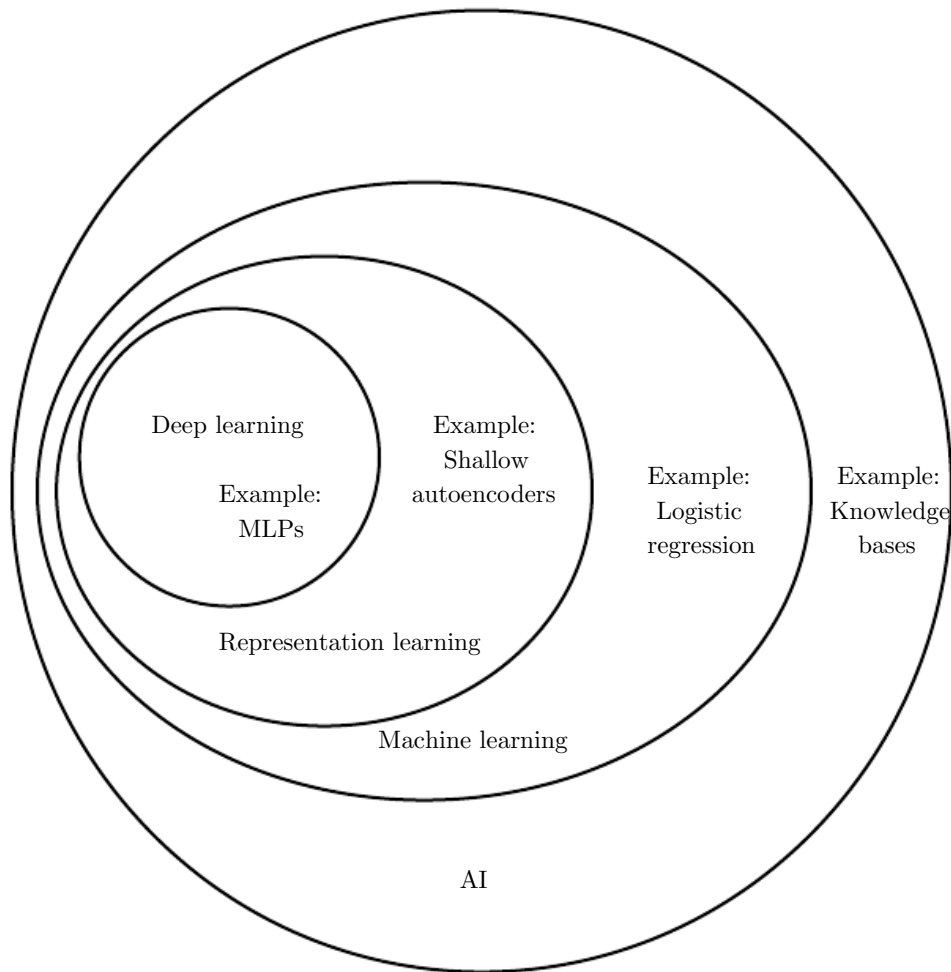 Deep learning
Example:
MLPs
Example:
Shallow
autoencoders
Example:
Logistic
regression
Example:
Knowledge
bases
Representation learning
Machine learning
AI